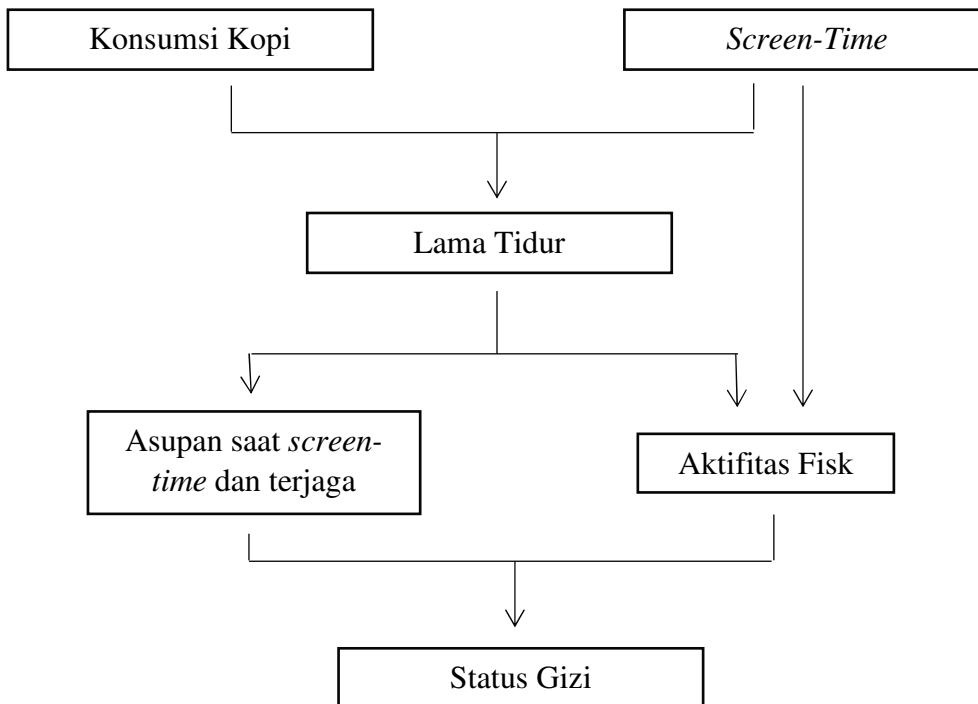 Konsumsi Kopi
Screen-Time
Lama Tidur
Asupan saat screen-
time dan terjaga
Aktifitas Fisk
Status Gizi